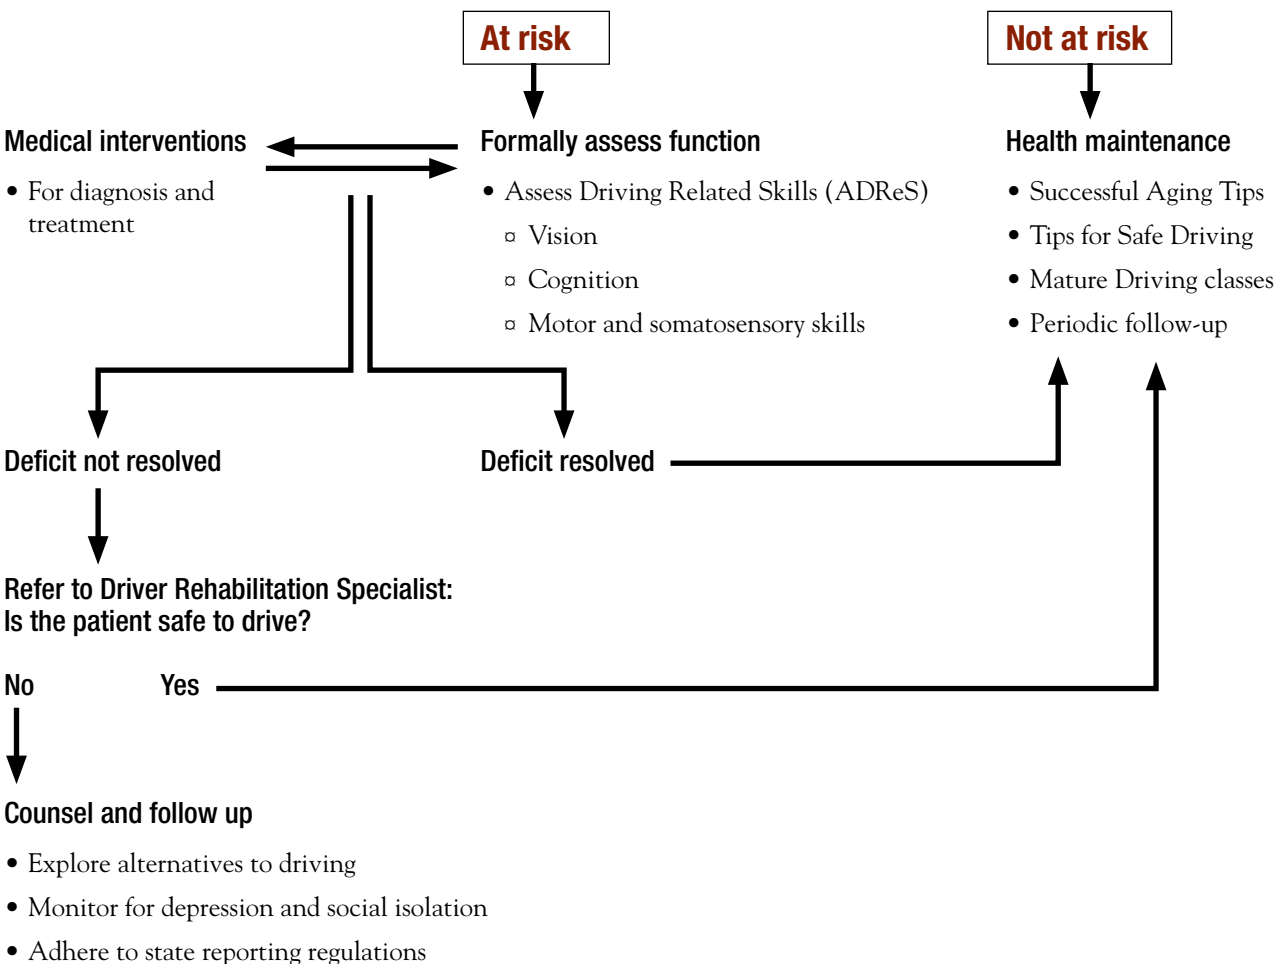 At risk
Not at risk
Medical interventions
• For diagnosis and
treatment
Formally assess function
• Assess Driving Related Skills (ADReS)
¤ Vision
¤ Cognition
¤ Motor and somatosensory skills
Health maintenance
• Successful Aging Tips
• Tips for Safe Driving
• Mature Driving classes
• Periodic follow-up
Deficit not resolved
Deficit resolved
Refer to Driver Rehabilitation Specialist:
Is the patient safe to drive?
No
Yes
Counsel and follow up
• Explore alternatives to driving
• Monitor for depression and social isolation
• Adhere to state reporting regulations